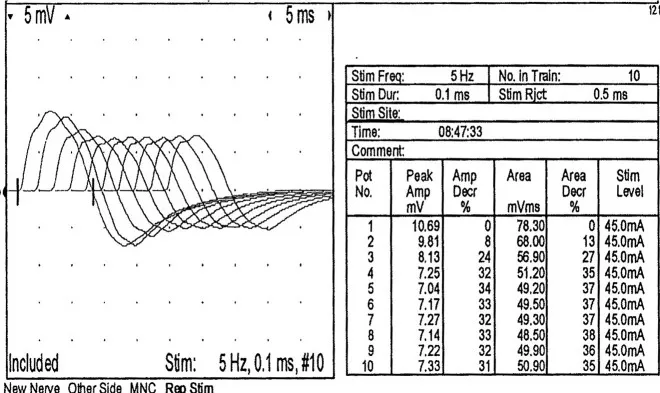 5 mV 5 ms
121
Stim Freq: 5 Hz No. in Train: 10
Stim Dur: 0.1 ms Stim Rjct 0.5 ms
Stim Site:
Time: 08:47:33
Comment:
Pot No. Peak Amp mV Amp Decr % Area mVms Area Decr % Stim Level
1 10.69 0 78.30 0 45.0mA
2 9.81 8 68.00 13 45.0mA
3 8.13 24 56.90 27 45.0mA
4 7.25 32 51.20 35 45.0mA
5 7.04 34 49.20 37 45.0mA
6 7.17 33 49.50 37 45.0mA
7 7.27 32 49.30 37 45.0mA
8 7.14 33 48.50 38 45.0mA
9 7.22 32 49.90 36 45.0mA
10 7.33 31 50.90 35 45.0mA
Included Stim: 5 Hz, 0.1 ms, #10
New Nerve Other Side MNC Rep Stim